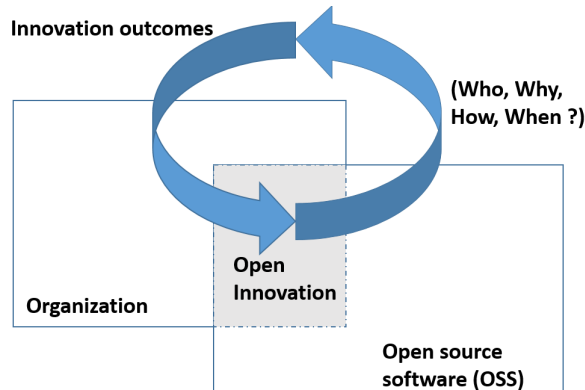 Innovation outcomes
(Who, Why,
How, When ?)
Open
Innovation
Organization
Open source
software (OSS)